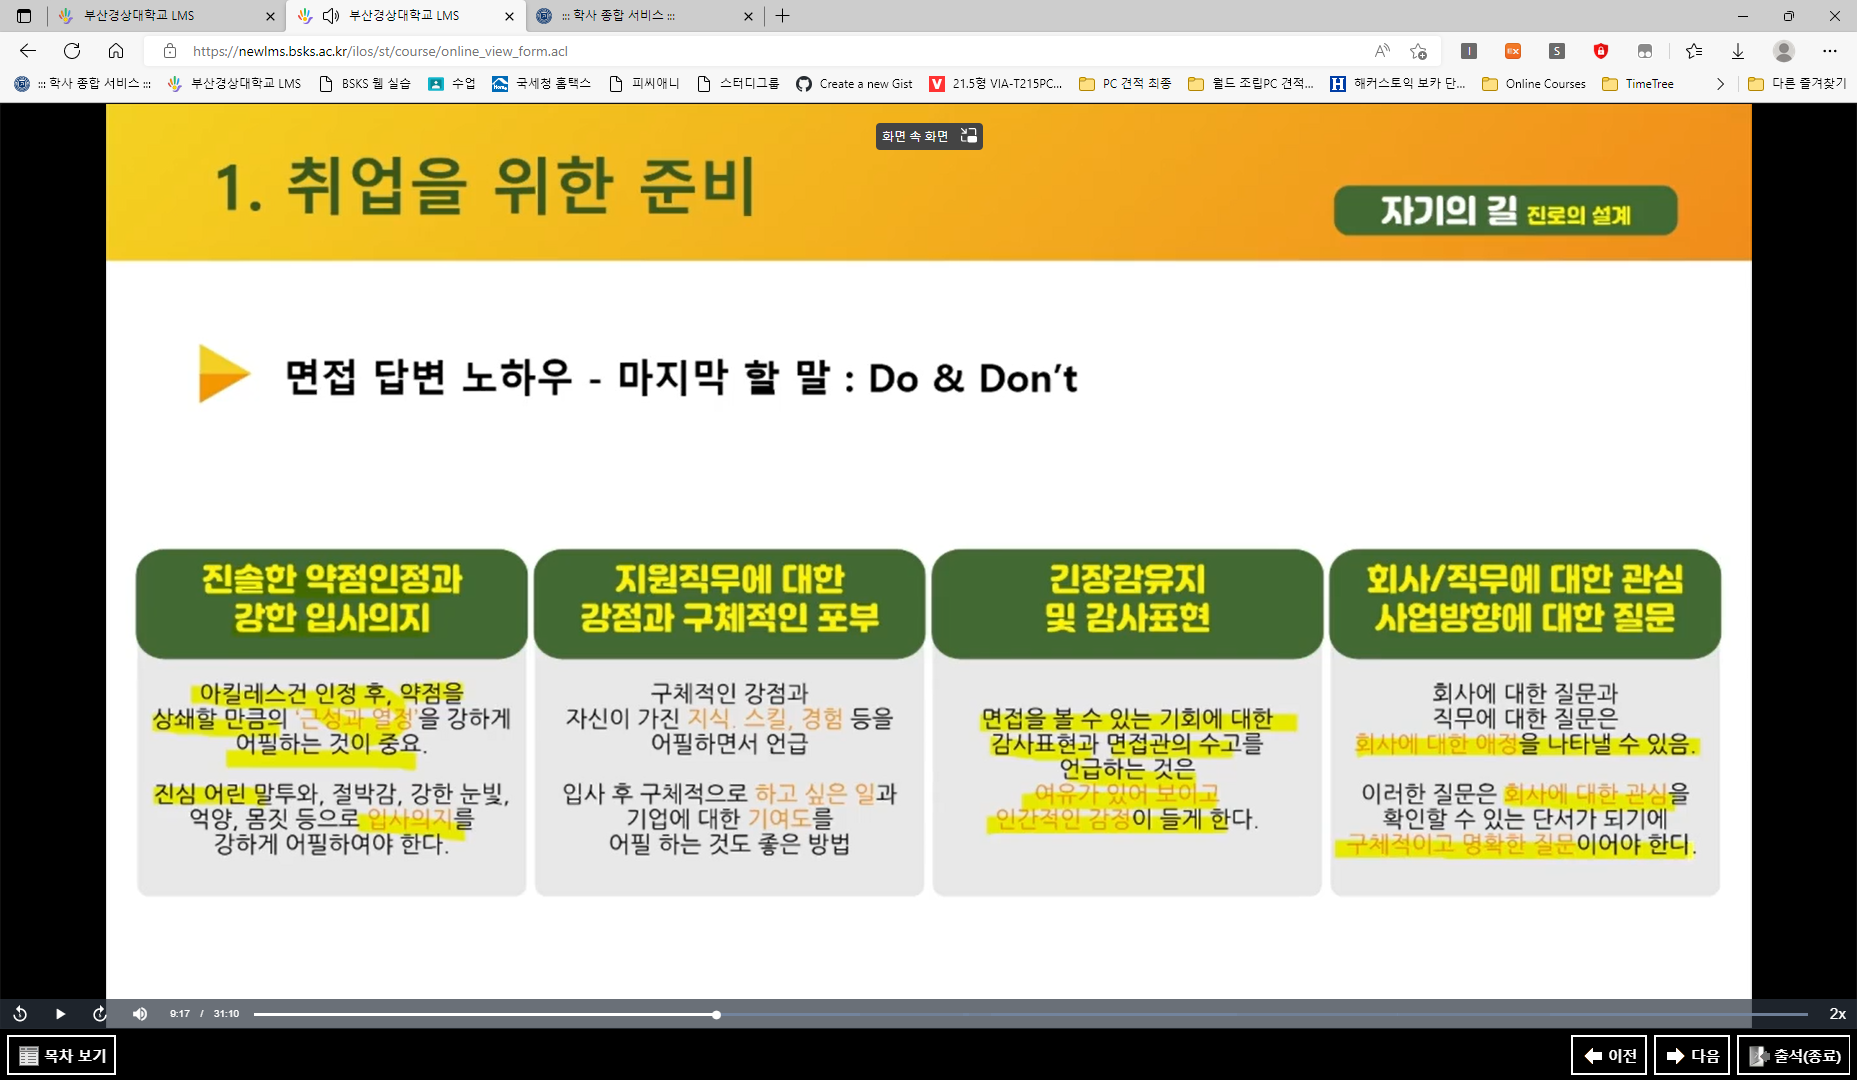 부산경상대학교 LMS
부산경상대학교 LMS
::: 학사 종합 서비스 :::
https://newlms.bsks.ac.kr/ilos/st/course/online_view_form.acl
::: 학사 종합 서비스 :::
부산경상대학교 LMS
BSKS 웹 실습
수업
국세청 홈택스
피씨애니
스터디그룹
Create a new Gist
21.5형 VIA-T215PC...
PC 견적 최종
월드 조립PC 견적...
해커스토익 보카 단...
Online Courses
TimeTree
다른 즐겨찾기
화면 속 화면
1. 취업을 위한 준비
자기의 길 진로의 설계
면접 답변 노하우 - 마지막 할 말 : Do & Don't
진솔한 약점인정과
강한 입사의지
아킬레스건 인정 후, 약점을
상쇄할 만큼의 '근성과 열정'을 강하게
어필하는 것이 중요.
진심 어린 말투와, 절박감, 강한 눈빛,
억양, 몸짓 등으로 입사의지를
강하게 어필하여야 한다.
지원직무에 대한
강점과 구체적인 포부
구체적인 강점과
자신이 가진 지식. 스킬, 경험 등을
어필하면서 언급
입사 후 구체적으로 하고 싶은 일과
기업에 대한 기여도를
어필 하는 것도 좋은 방법
긴장감유지
및 감사표현
면접을 볼 수 있는 기회에 대한
감사표현과 면접관의 수고를
언급하는 것은
여유가 있어 보이고
인간적인 감정이 들게 한다.
회사/직무에 대한 관심
사업방향에 대한 질문
회사에 대한 질문과
직무에 대한 질문은
회사에 대한 애정을 나타낼 수 있음.
이러한 질문은 회사에 대한 관심을
확인할 수 있는 단서가 되기에
구체적이고 명확한 질문이어야 한다.
9:17 / 31:10
2x
목차 보기
이전
다음
출석(종료)